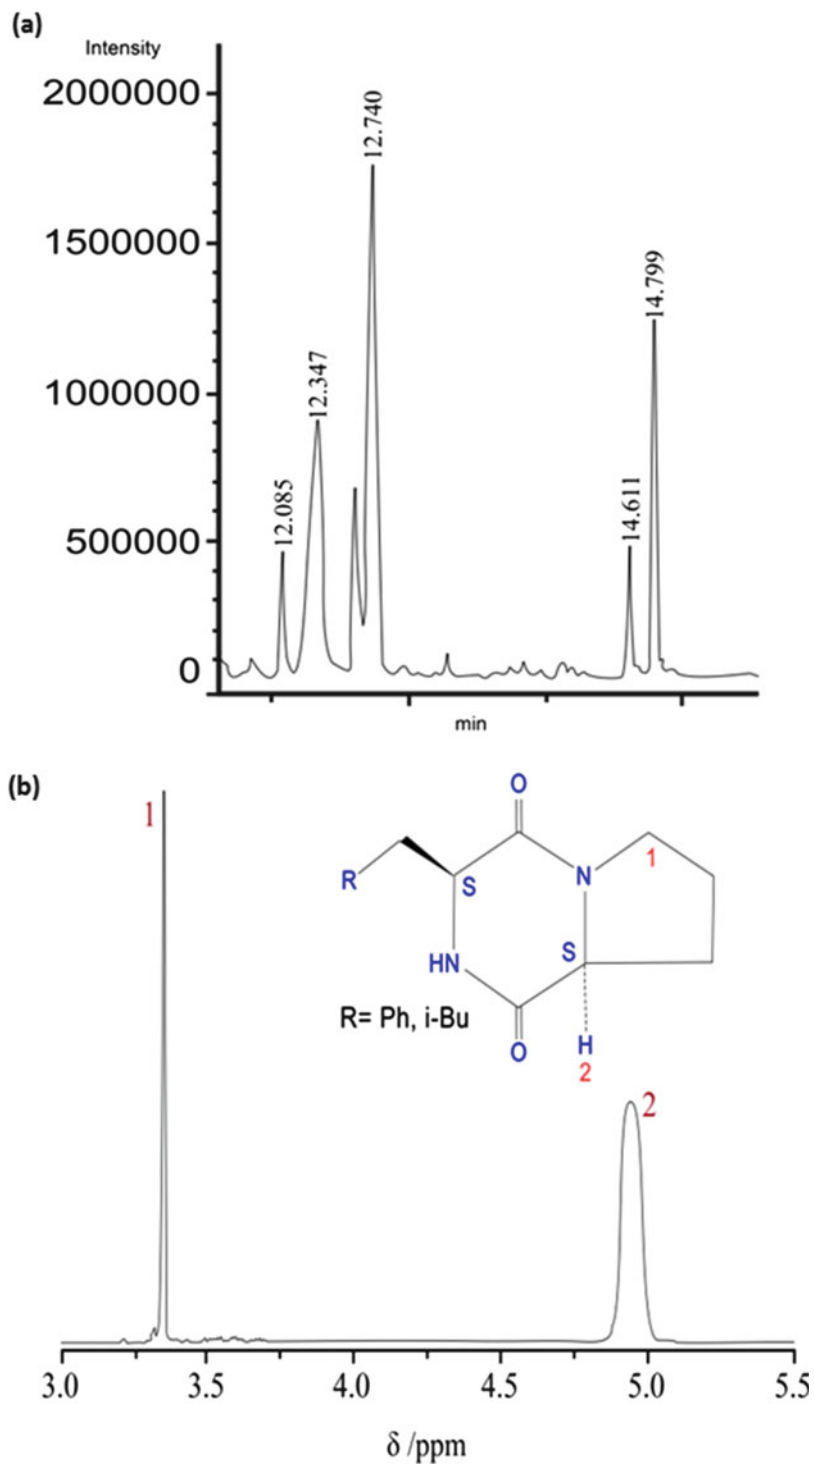 (a)
Intensity
2000000
1500000
1000000
500000
0
12.085
12.347
12.740
14.611
14.799
min
(b)
1
O
R
S
N
1
HN
S
R= Ph, i-Bu
O
H
2
2
3.0 3.5 4.0 4.5 5.0 5.5
δ /ppm